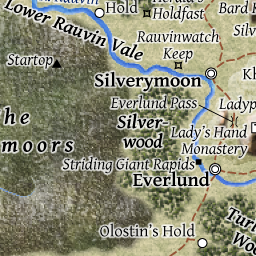 Hold
Holdfast
Bard
Lower Rauvin Vale
Rauvinwatch
Keep
Startop
Silverymoon
Everlund Pass
Ladyp
The
Silver-
wood
Lady's Hand
Monastery
moors
Striding Giant Rapids
Everlund
Olostin's Hold